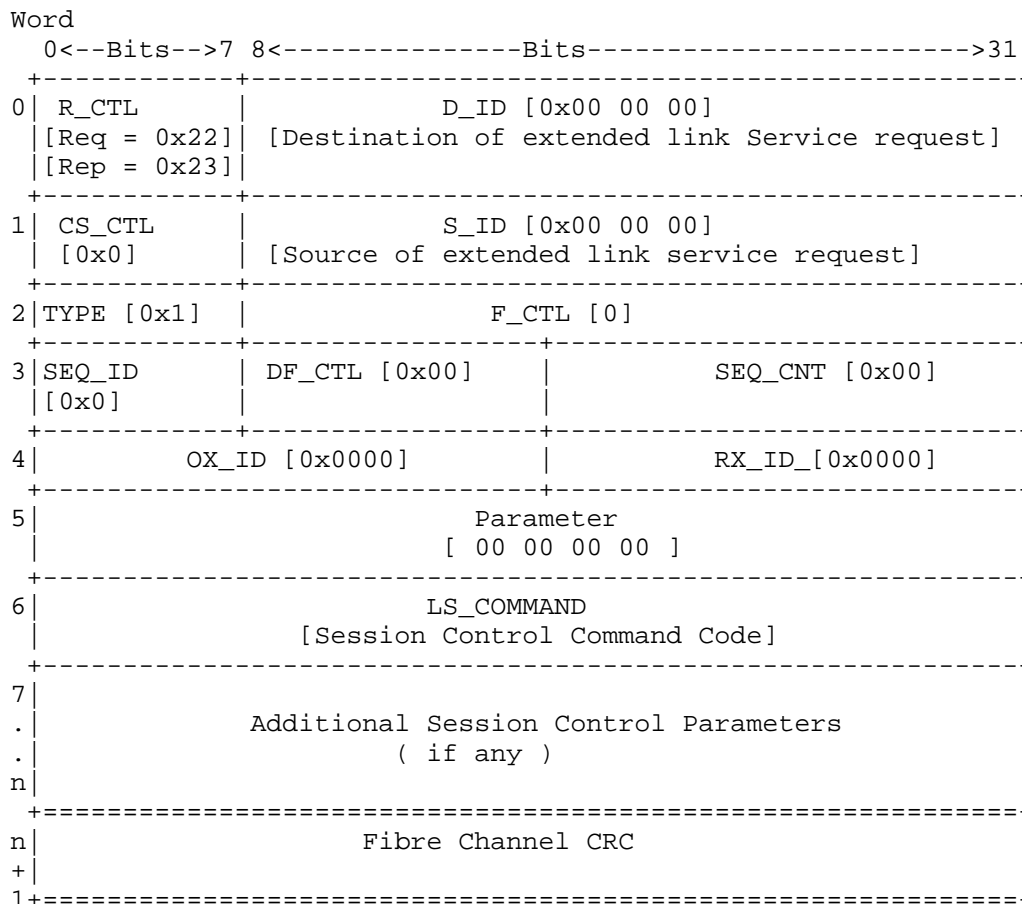 Word
0<--Bits-->7 8<---------------Bits------------------------>31
+------------+------------------------------------------------
0| R_CTL | D_ID [0x00 00 00]
|[Req = 0x22]| [Destination of extended link Service request]
|[Rep = 0x23]|
+------------+------------------------------------------------
1| CS_CTL | S_ID [0x00 00 00]
| [0x0] | [Source of extended link service request]
+------------+------------------------------------------------
2|TYPE [0x1] | F_CTL [0]
+------------+------------------+-----------------------------
3|SEQ_ID | DF_CTL [0x00] | SEQ_CNT [0x00]
|[0x0] | |
+------------+------------------+-----------------------------
4| OX_ID [0x0000] | RX_ID_[0x0000]
+-------------------------------+-----------------------------
5| Parameter
| [ 00 00 00 00 ]
+-------------------------------------------------------------
6| LS_COMMAND
| [Session Control Command Code]
+-------------------------------------------------------------
7|
.| Additional Session Control Parameters
.| ( if any )
n|
+=============================================================
n| Fibre Channel CRC
+|
1+=============================================================